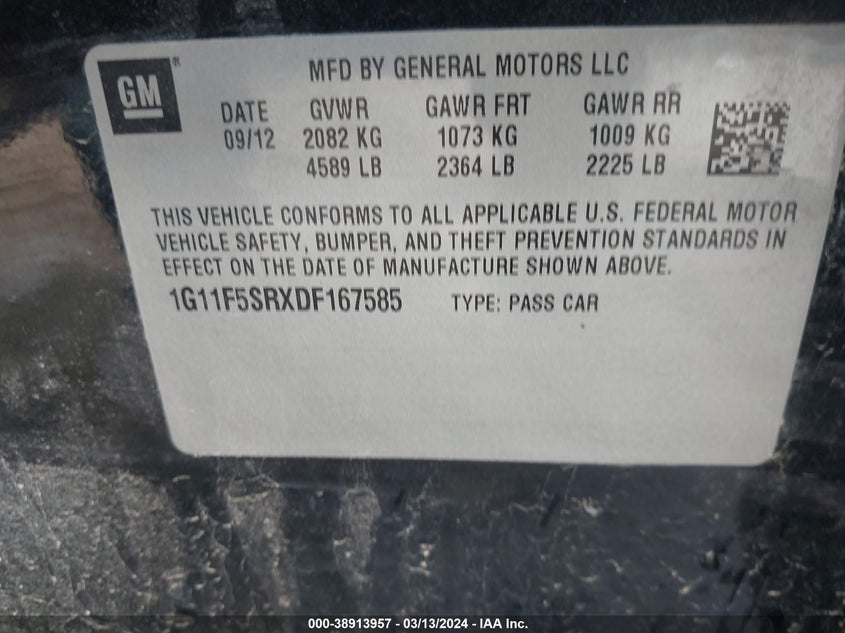 GM®
MFD BY GENERAL MOTORS LLC
DATE GVWR GAWR FRT GAWR RR
09/12 2082 KG 1073 KG 1009 KG
4589 LB 2364 LB 2225 LB
THIS VEHICLE CONFORMS TO ALL APPLICABLE U.S. FEDERAL MOTOR
VEHICLE SAFETY, BUMPER, AND THEFT PREVENTION STANDARDS IN
EFFECT ON THE DATE OF MANUFACTURE SHOWN ABOVE.
1G11F5SRXDF167585 TYPE: PASS CAR
000-38913957 - 03/13/2024 - IAA Inc.